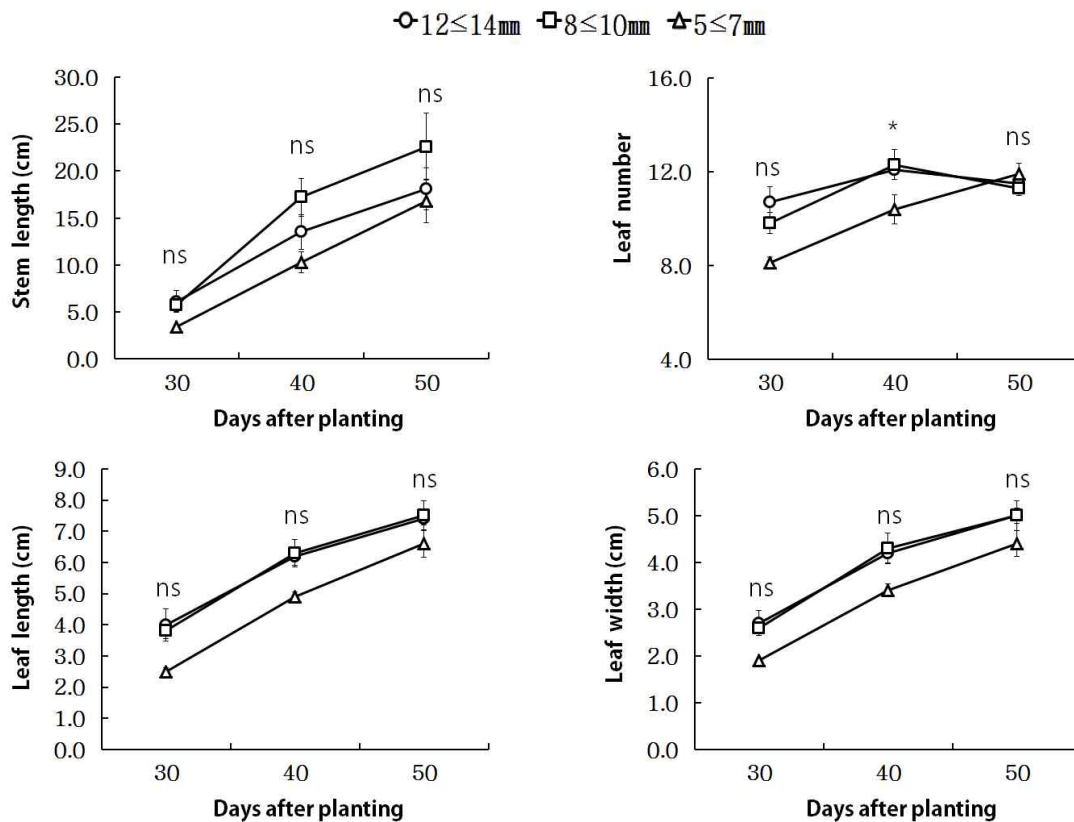 12≤14㎜ 8≤10㎜ 5≤7㎜
Stem length (cm)
30.0
25.0
20.0
15.0
10.0
5.0
0.0
ns
ns
ns
30 40 50
Days after planting
Leaf number
16.0
12.0
8.0
4.0
ns
*
ns
30 40 50
Days after planting
Leaf length (cm)
9.0
8.0
7.0
6.0
5.0
4.0
3.0
2.0
1.0
0.0
ns
ns
ns
30 40 50
Days after planting
Leaf width (cm)
6.0
5.0
4.0
3.0
2.0
1.0
0.0
ns
ns
ns
30 40 50
Days after planting